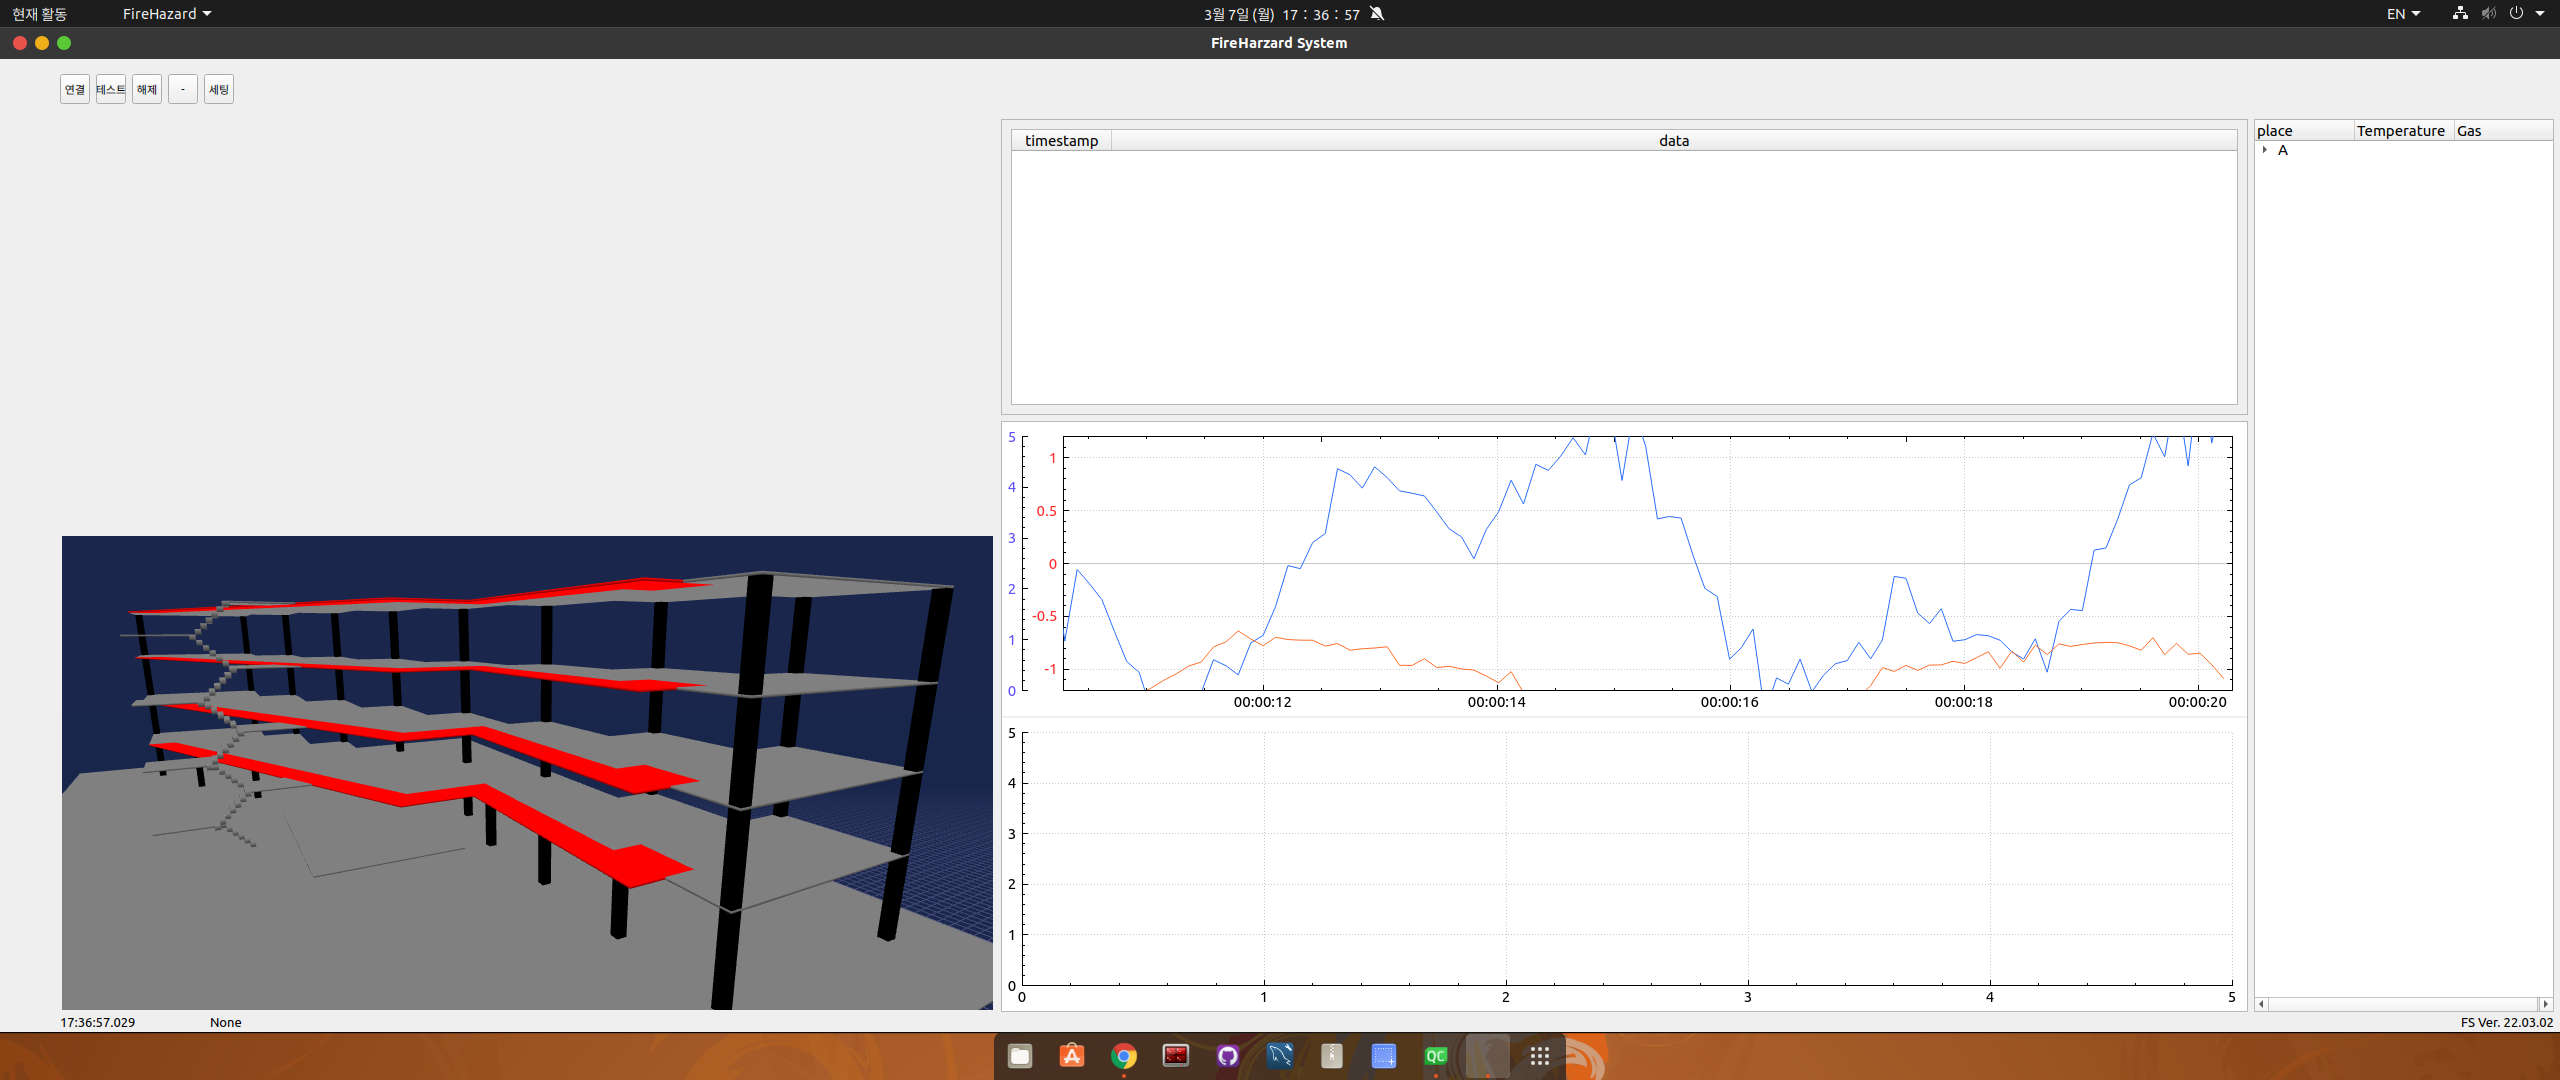 현재 활동 FireHazard 3월 7일 (월) 17 : 36 : 57 EN
FireHarzard System
연결 테스트 해제 - 세팅
timestamp data
place Temperature Gas
A
5
4
3
2
1
0
1
0.5
0
-0.5
-1
00:00:12 00:00:14 00:00:16 00:00:18 00:00:20
5
4
3
2
1
0
0 1 2 3 4 5
17:36:57.029 None FS Ver. 22.03.02
QC